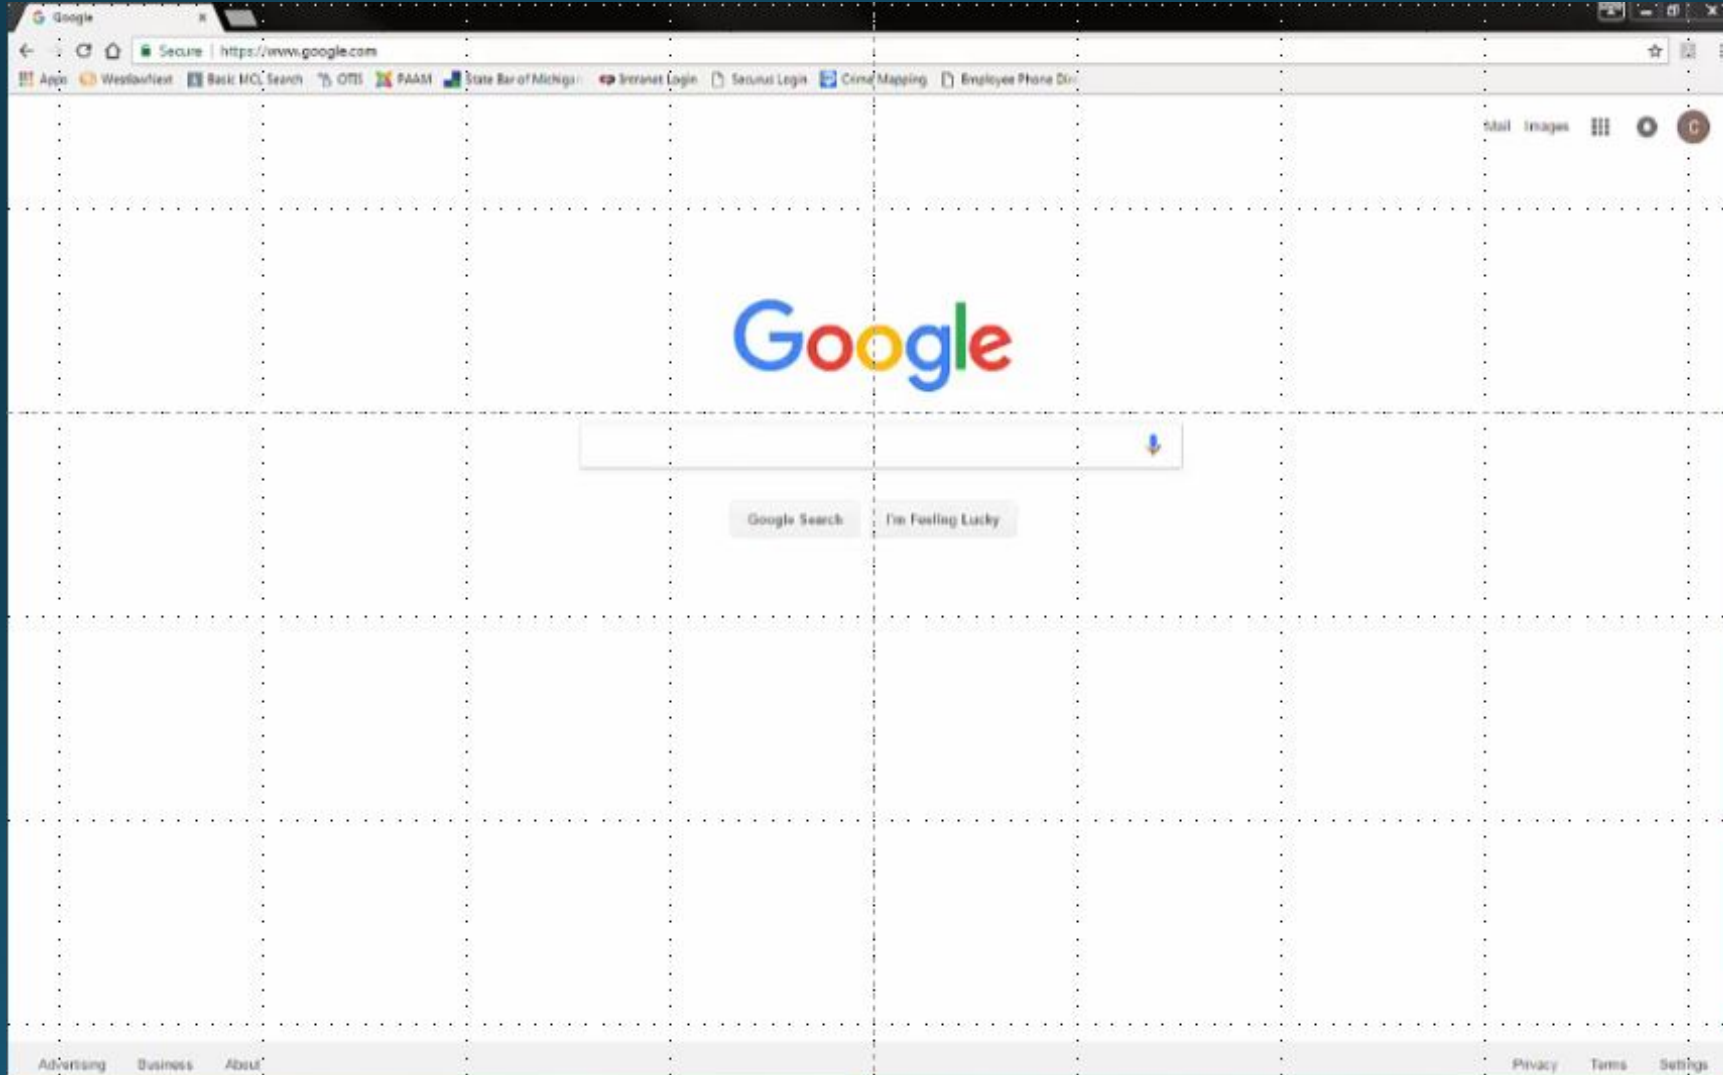 Google
Secure | https://www.google.com
Apps WestlawNext Basic MCL Search OTIS PAAM State Bar of Michigan Intranet Login Securus Login Crime Mapping Employee Phone Dir
Mail Images
C
Google
Google Search I'm Feeling Lucky
Advertising Business About Privacy Terms Settings